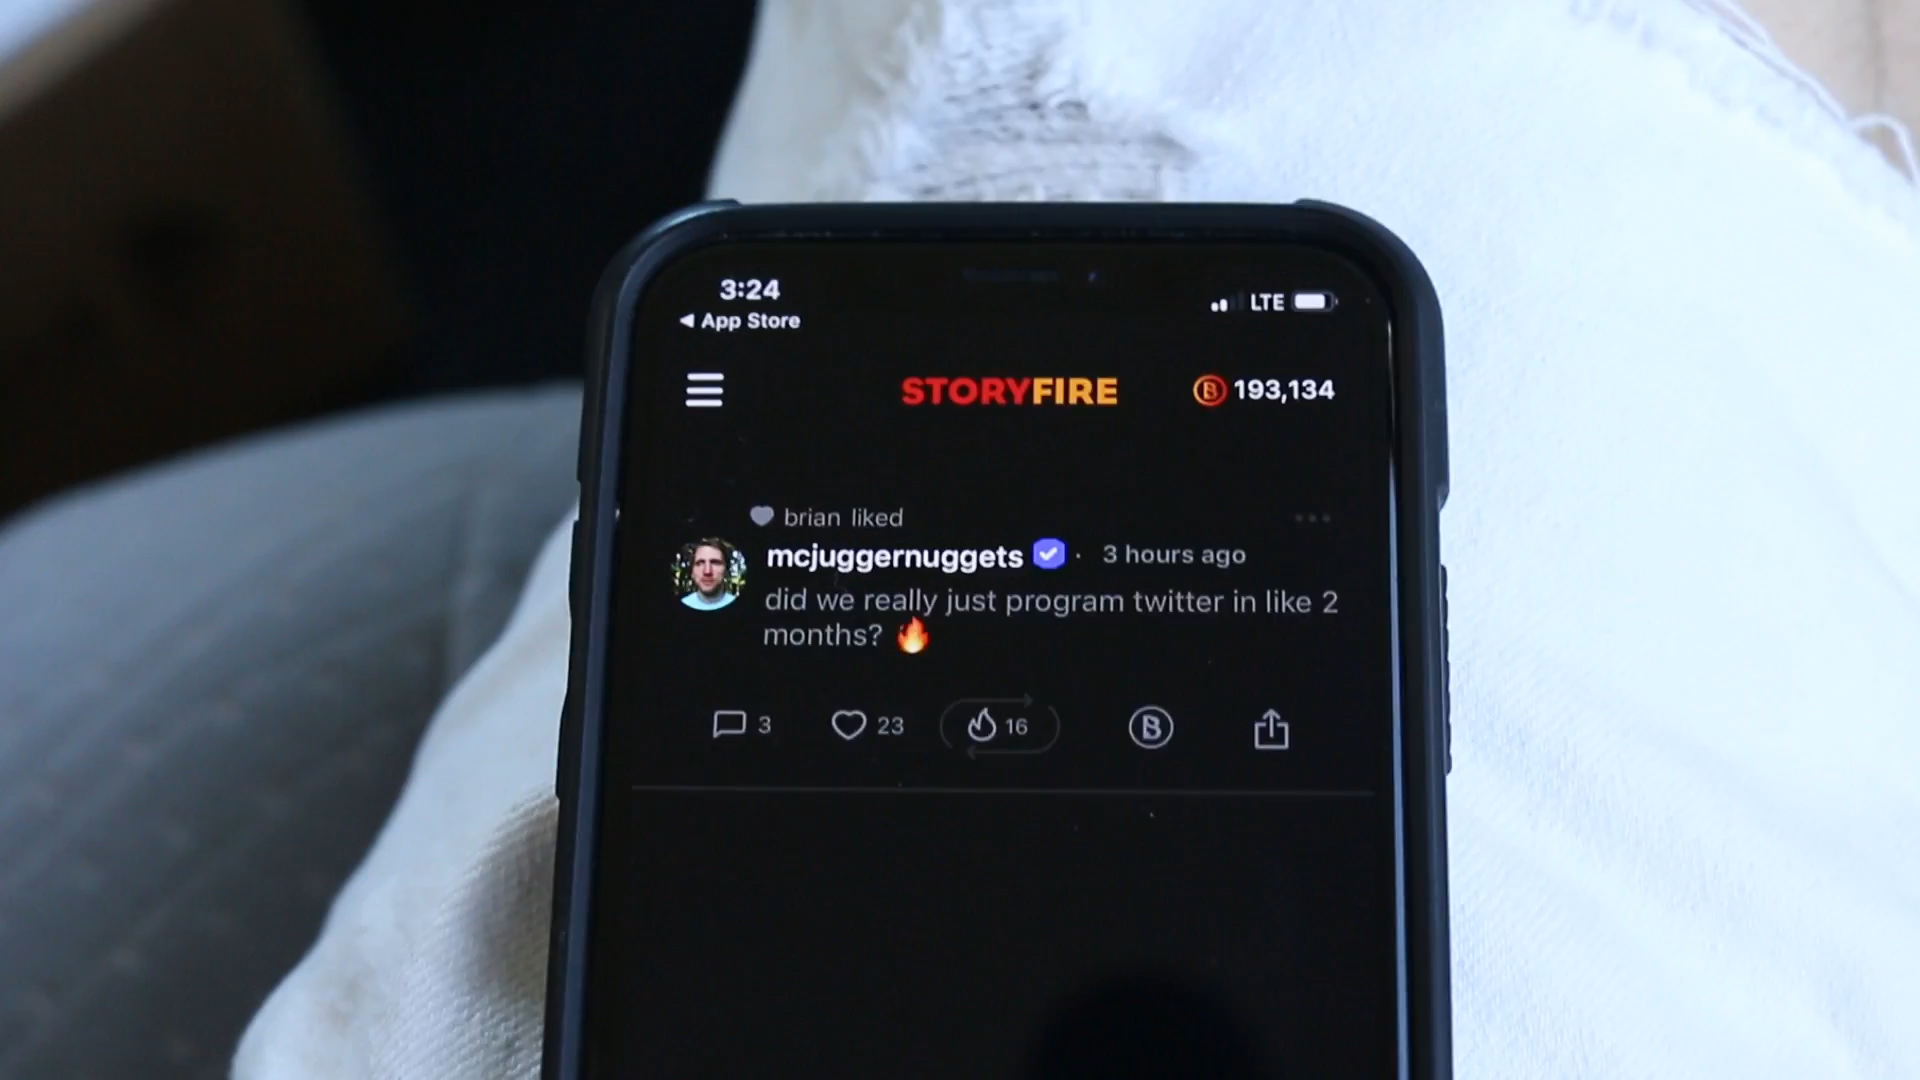 3:24
LTE
◀ App Store
STORYFIRE
B 193,134
brian liked
mcjuggernuggets · 3 hours ago
did we really just program twitter in like 2
months? 🔥
3 23 16 B